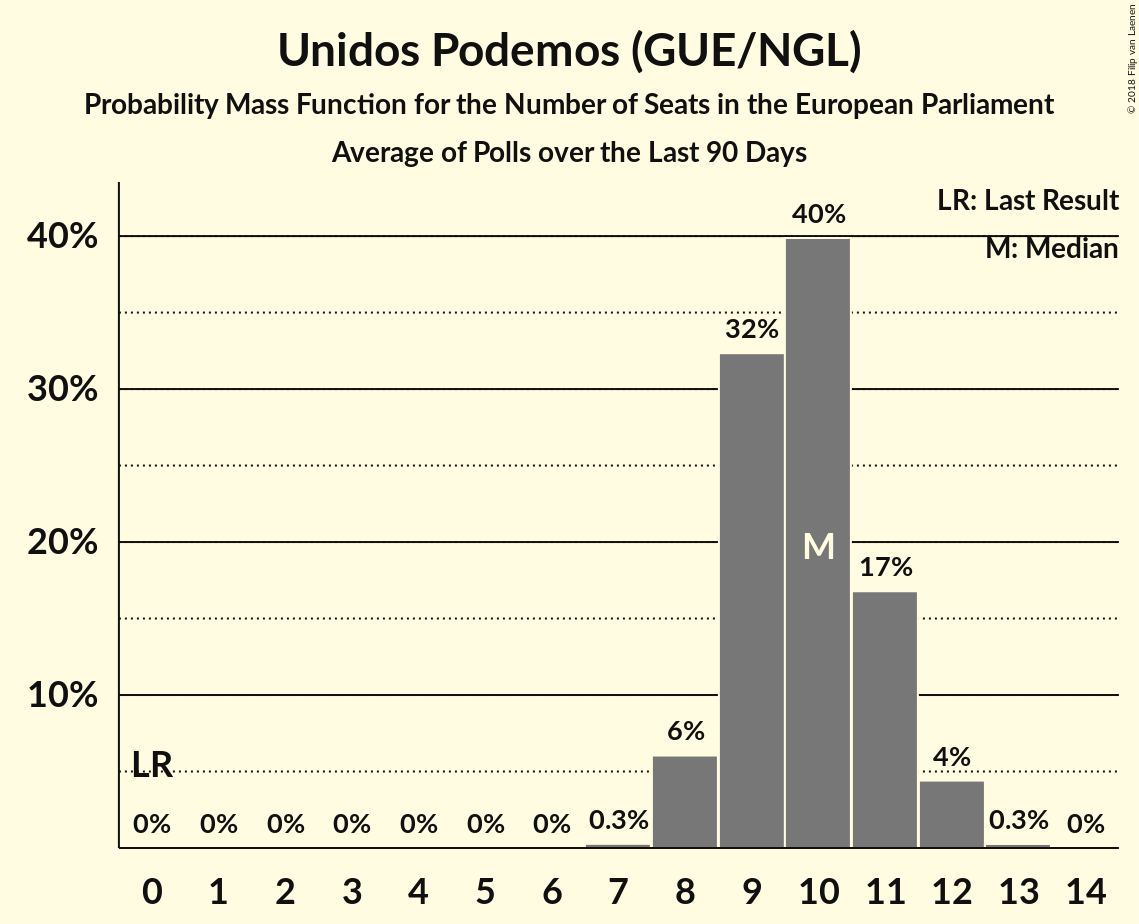 Unidos Podemos (GUE/NGL)
Probability Mass Function for the Number of Seats in the European Parliament
Average of Polls over the Last 90 Days
© 2018 Filip van Laenen
LR: Last Result
M: Median
40%
30%
20%
10%
LR
0%
0%
0%
0%
0%
0%
0%
0.3%
6%
32%
40%
M
17%
4%
0.3%
0%
0 1 2 3 4 5 6 7 8 9 10 11 12 13 14